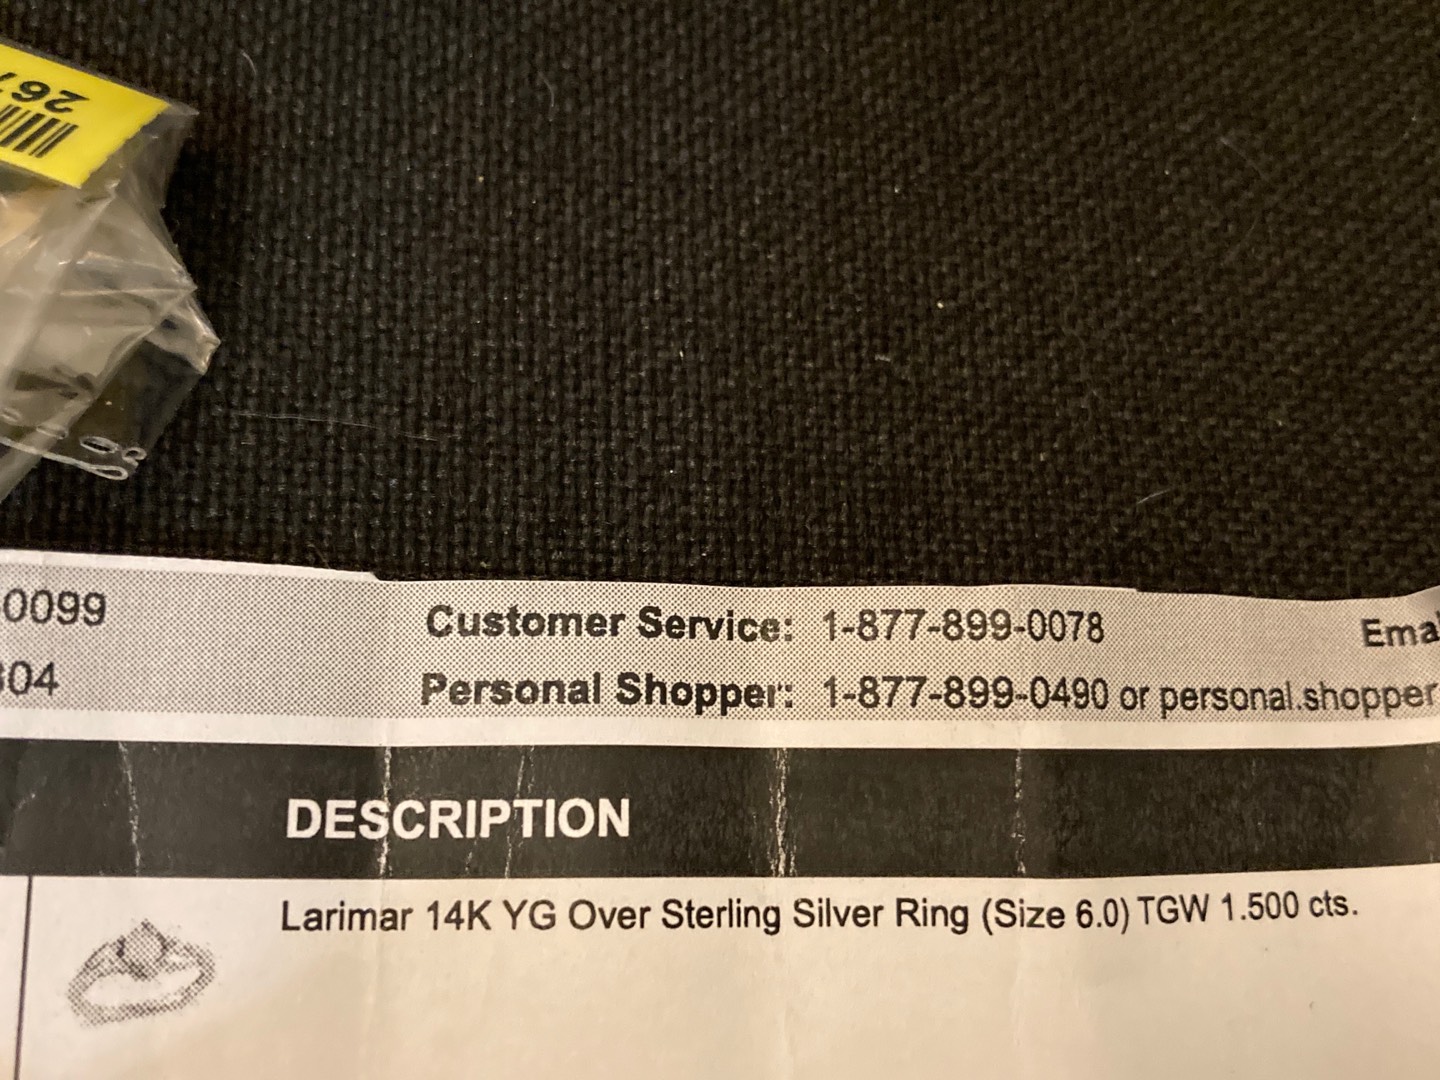 267
0099 Customer Service: 1-877-899-0078
304 Personal Shopper: 1-877-899-0490 or personal.shopper
DESCRIPTION
Larimar 14K YG Over Sterling Silver Ring (Size 6.0) TGW 1.500 cts.